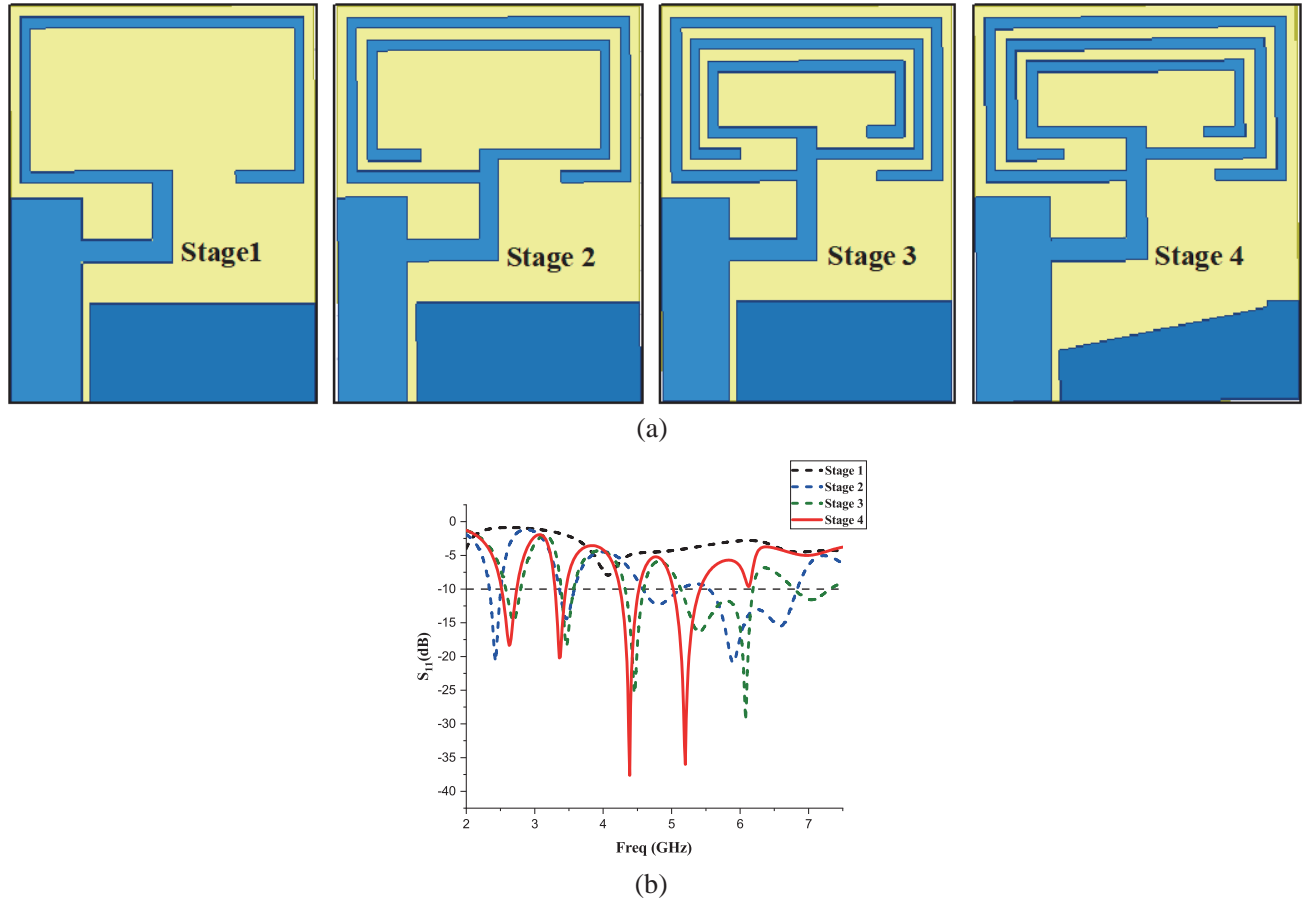 Stage1
Stage 2
Stage 3
Stage 4
(a)
Stage 1
Stage 2
Stage 3
Stage 4
0
-5
-10
-15
-20
-25
-30
-35
-40
S11(dB)
2 3 4 5 6 7
Freq (GHz)
(b)